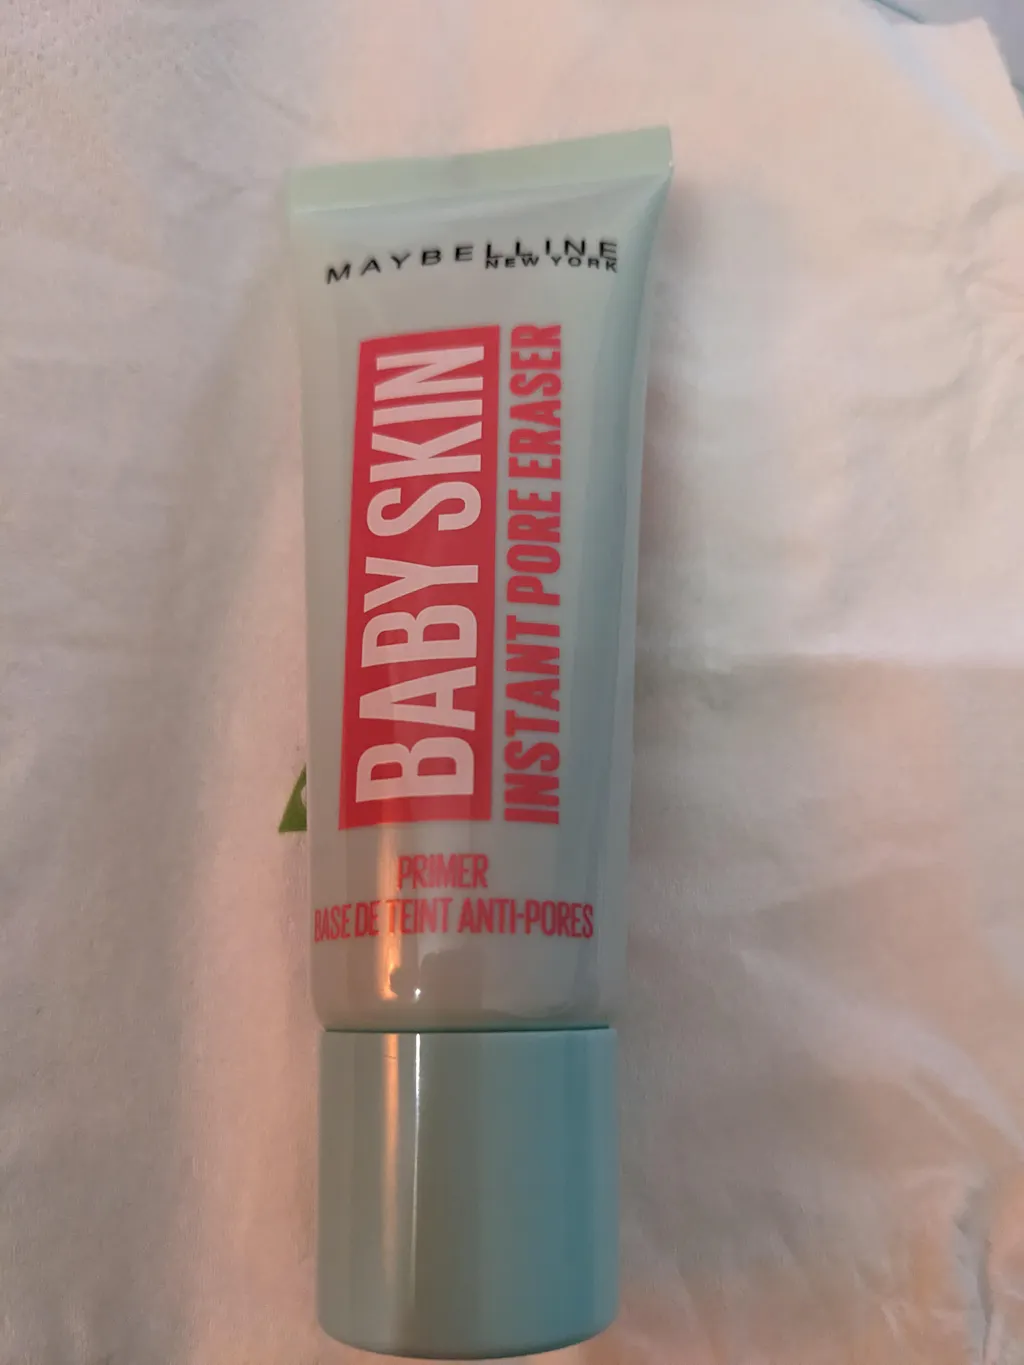 MAYBELLINE
NEW YORK
BABY SKIN
INSTANT PORE ERASER
PRIMER
BASE DE TEINT ANTI-PORES